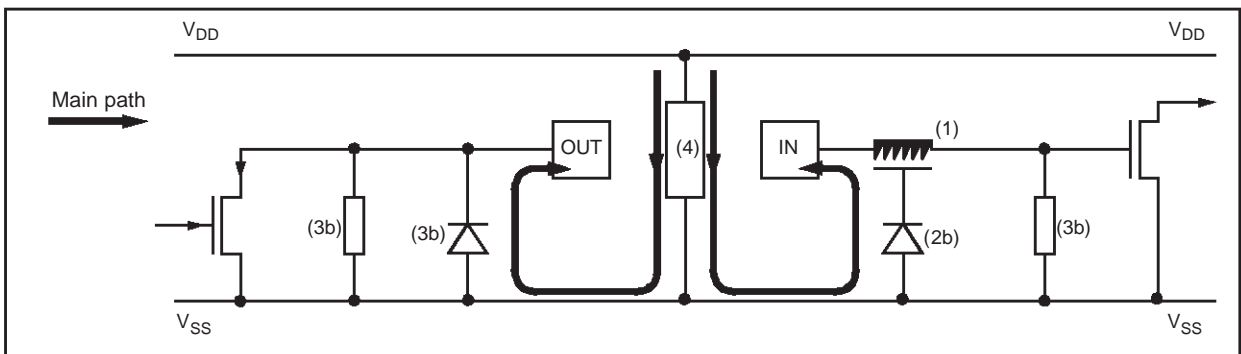 VDD VDD
Main path
OUT (4) IN (1)
(3b) (3b) (2b) (3b)
VSS VSS